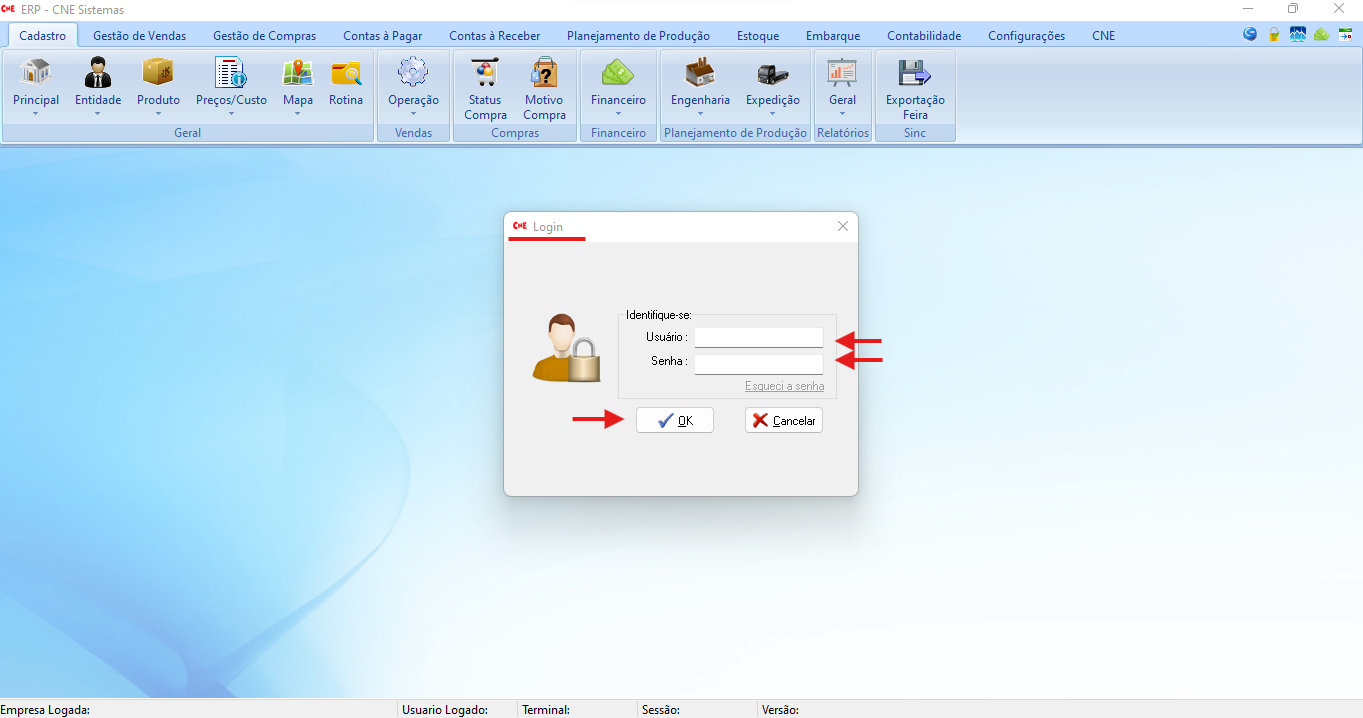 CNE ERP - CNE Sistemas
Cadastro Gestão de Vendas Gestão de Compras Contas à Pagar Contas à Receber Planejamento de Produção Estoque Embarque Contabilidade Configurações CNE
Principal Entidade Produto Preços/Custo Mapa Rotina Operação Status Compra Motivo Compra Financeiro Engenharia Expedição Geral Exportação Feira
Geral Vendas Compras Financeiro Planejamento de Produção Relatórios Sinc
CNE Login
Identifique-se:
Usuário :
Senha :
Esqueci a senha
OK Cancelar
Empresa Logada: Usuario Logado: Terminal: Sessão: Versão: